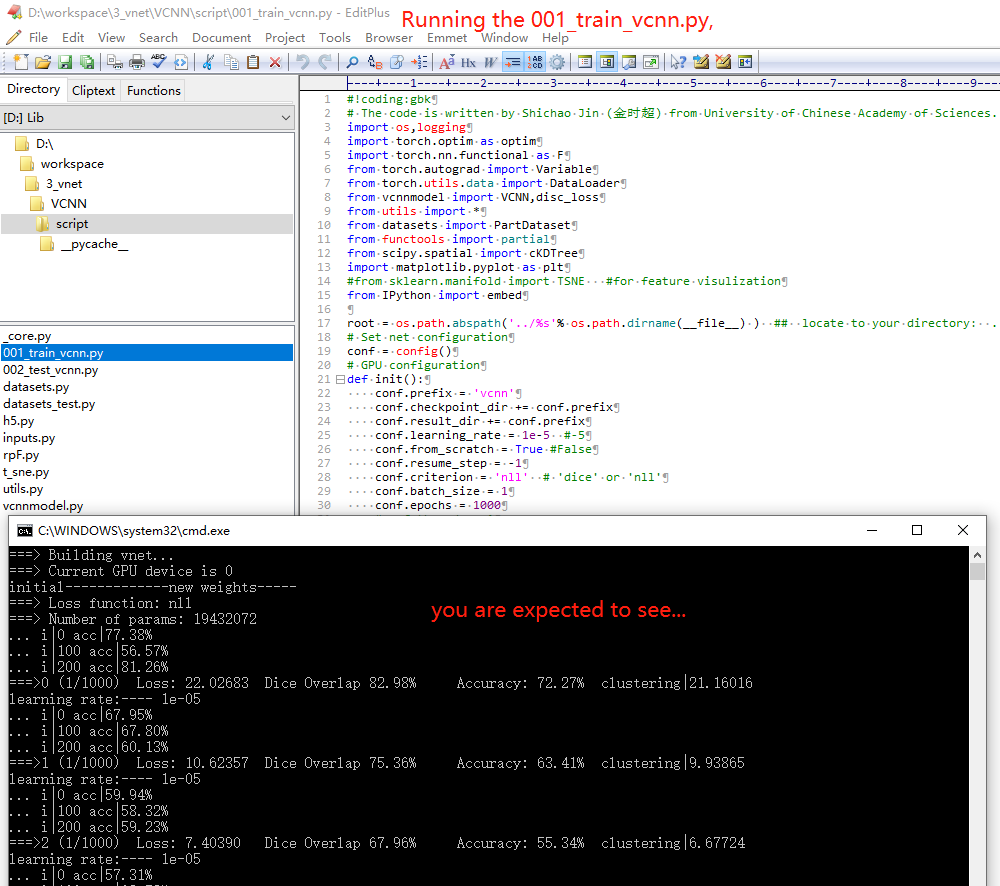 D:\workspace\3_vnet\VCNN\script\001_train_vcnn.py - EditPlus
Running the 001_train_vcnn.py,
File Edit View Search Document Project Tools Browser Emmet Window Help
Directory Cliptext Functions
[D:] Lib
D:\
workspace
3_vnet
VCNN
script
__pycache__
_core.py
001_train_vcnn.py
002_test_vcnn.py
datasets.py
datasets_test.py
h5.py
inputs.py
rpF.py
t_sne.py
utils.py
vcnnmodel.py
----+----1----+----2----+----3----+----4----+----5----+----6----+----7----+----8----+----9--
1 #!coding:gbk¶
2 #·The·code·is·written·by·Shichao·Jin·(金时超)·from·University·of·Chinese·Academy·of·Sciences.
3 import·os,logging¶
4 import·torch.optim·as·optim¶
5 import·torch.nn.functional·as·F¶
6 from·torch.autograd·import·Variable¶
7 from·torch.utils.data·import·DataLoader¶
8 from·vcnnmodel·import·VCNN,disc_loss¶
9 from·utils·import·*¶
10 from·datasets·import·PartDataset¶
11 from·functools·import·partial¶
12 from·scipy.spatial·import·cKDTree¶
13 import·matplotlib.pyplot·as·plt¶
14 #from·sklearn.manifold·import·TSNE···#for·feature·visulization¶
15 from·IPython·import·embed¶
16 ¶
17 root·=·os.path.abspath('../%s'%·os.path.dirname(__file__)·)··##··locate·to·your·directory:·..
18 #·Set·net·configuration¶
19 conf·=·config()¶
20 #·GPU·configuration¶
21 def·init():¶
22 ····conf.prefix·=·'vcnn'¶
23 ····conf.checkpoint_dir·+=·conf.prefix¶
24 ····conf.result_dir·+=·conf.prefix¶
25 ····conf.learning_rate·=·1e-5··#-5¶
26 ····conf.from_scratch·=·True·#False¶
27 ····conf.resume_step·=·-1¶
28 ····conf.criterion·=·'nll'··#·'dice'·or·'nll'¶
29 ····conf.batch_size·=·1¶
30 ····conf.epochs·=·1000¶
C:\WINDOWS\system32\cmd.exe
===> Building vnet...
===> Current GPU device is 0
initial-------------new weights-----
===> Loss function: nll
you are expected to see...
===> Number of params: 19432072
... i|0 acc|77.38%
... i|100 acc|56.57%
... i|200 acc|81.26%
===>0 (1/1000) Loss: 22.02683 Dice Overlap 82.98% Accuracy: 72.27% clustering|21.16016
learning rate:---- 1e-05
... i|0 acc|67.95%
... i|100 acc|67.80%
... i|200 acc|60.13%
===>1 (1/1000) Loss: 10.62357 Dice Overlap 75.36% Accuracy: 63.41% clustering|9.93865
learning rate:---- 1e-05
... i|0 acc|59.94%
... i|100 acc|58.32%
... i|200 acc|59.23%
===>2 (1/1000) Loss: 7.40390 Dice Overlap 67.96% Accuracy: 55.34% clustering|6.67724
learning rate:---- 1e-05
... i|0 acc|57.31%